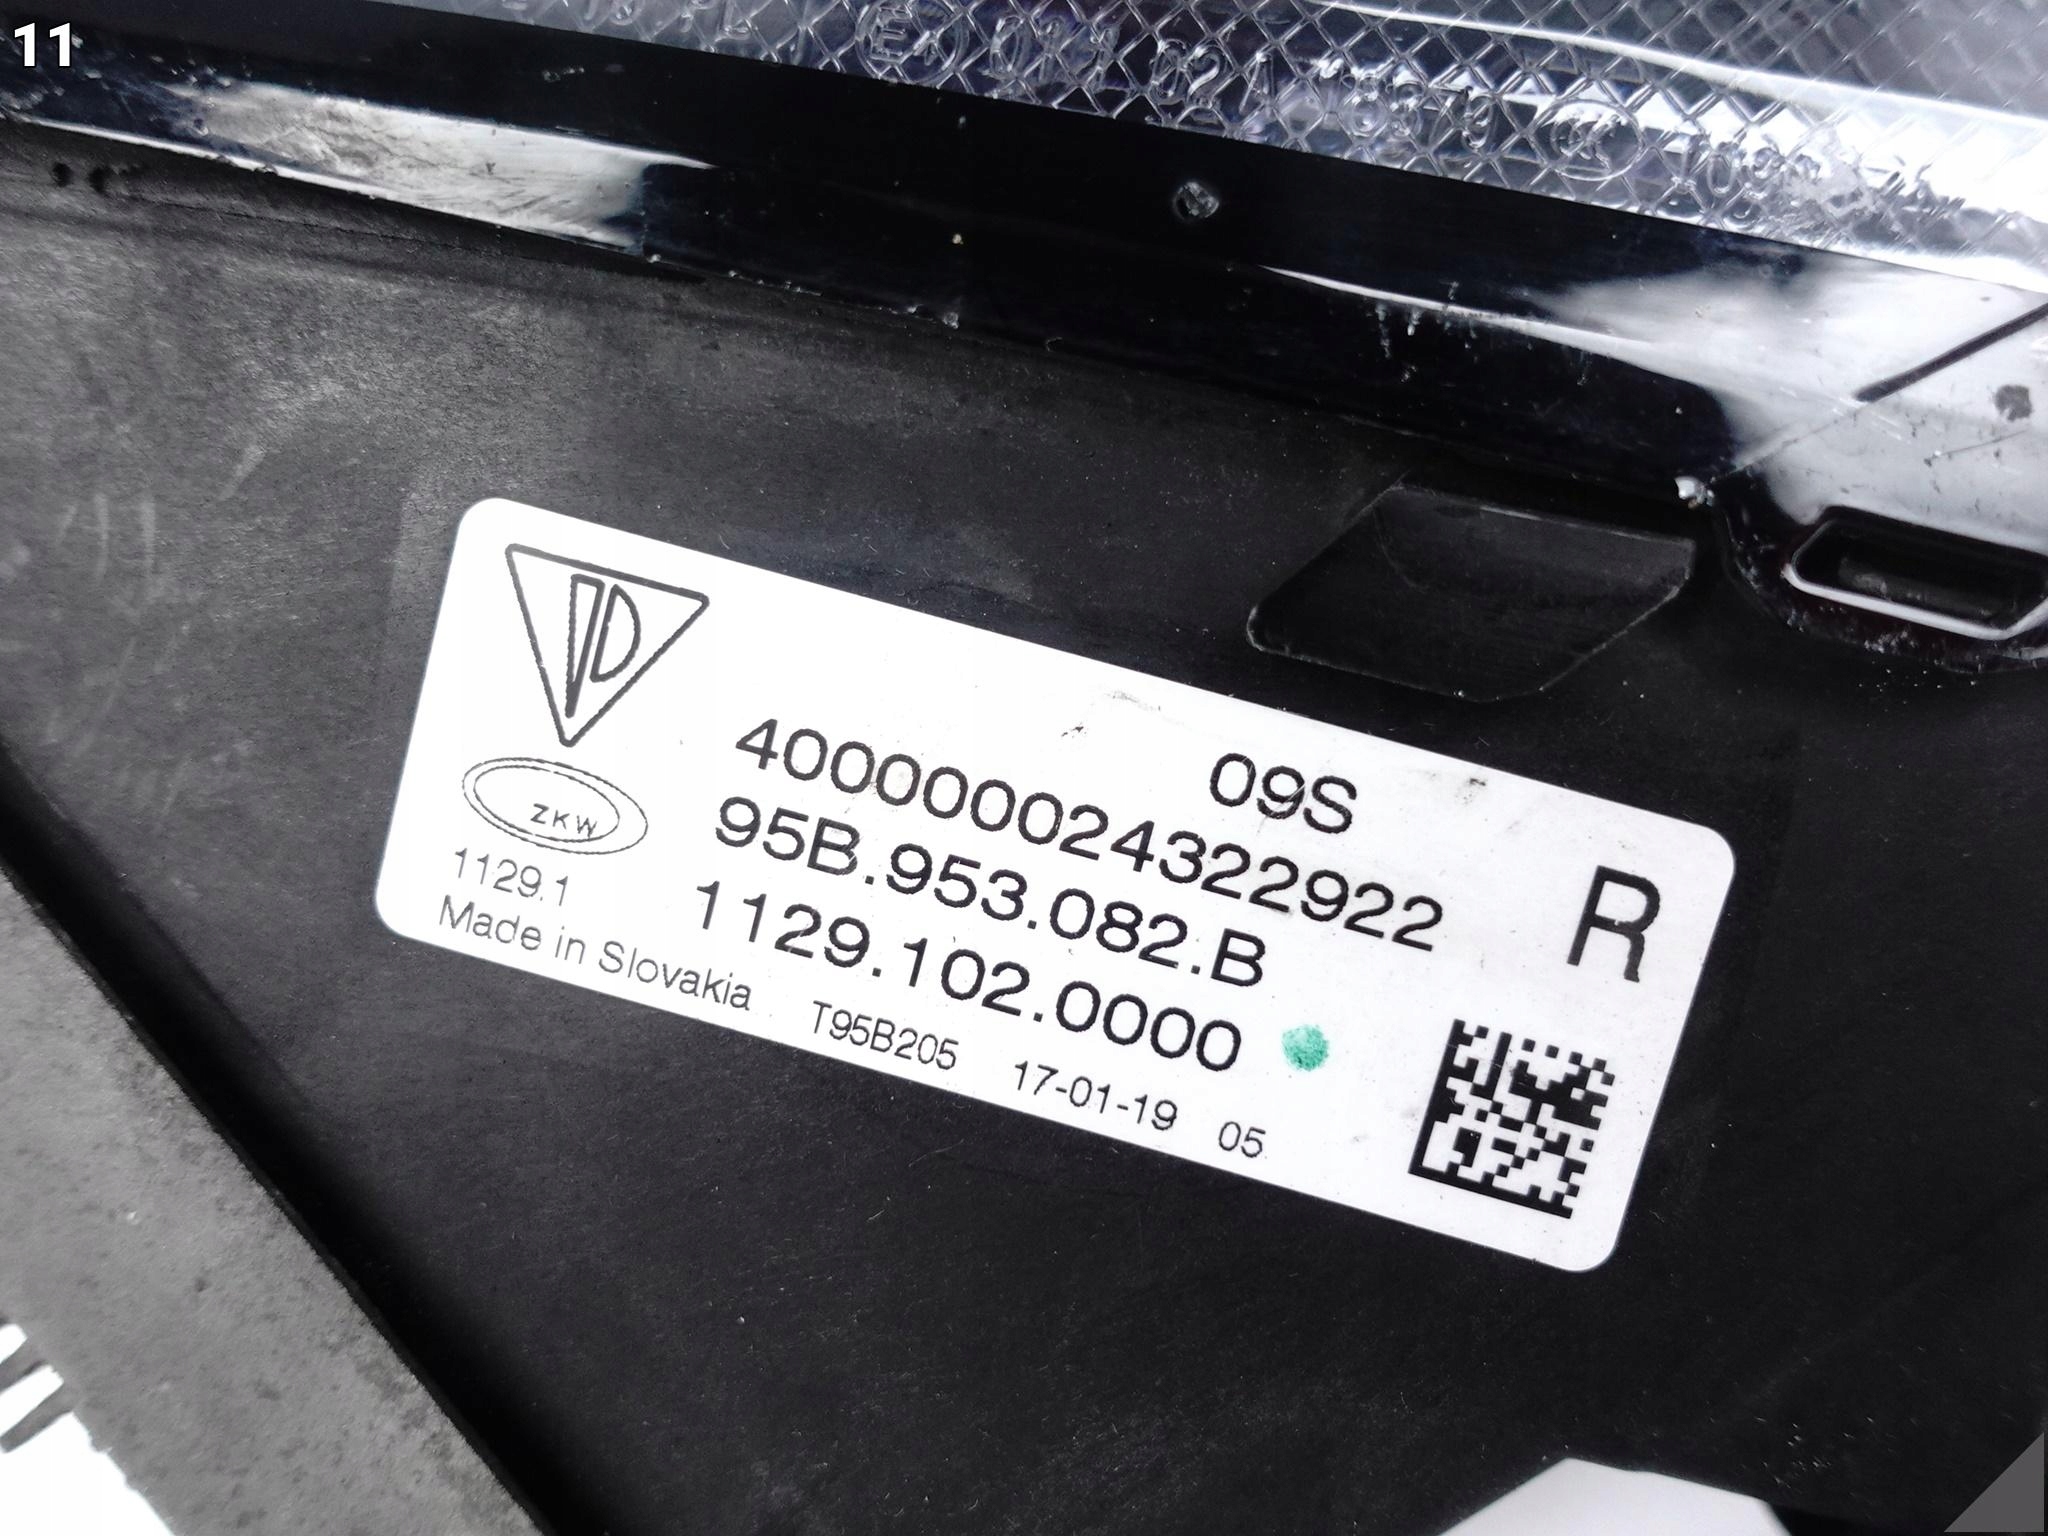 11
09S
400000024322922
95B.953.082.B
R
ZKW
1129.1
1129.102.0000
Made in Slovakia T95B205 17-01-19 05